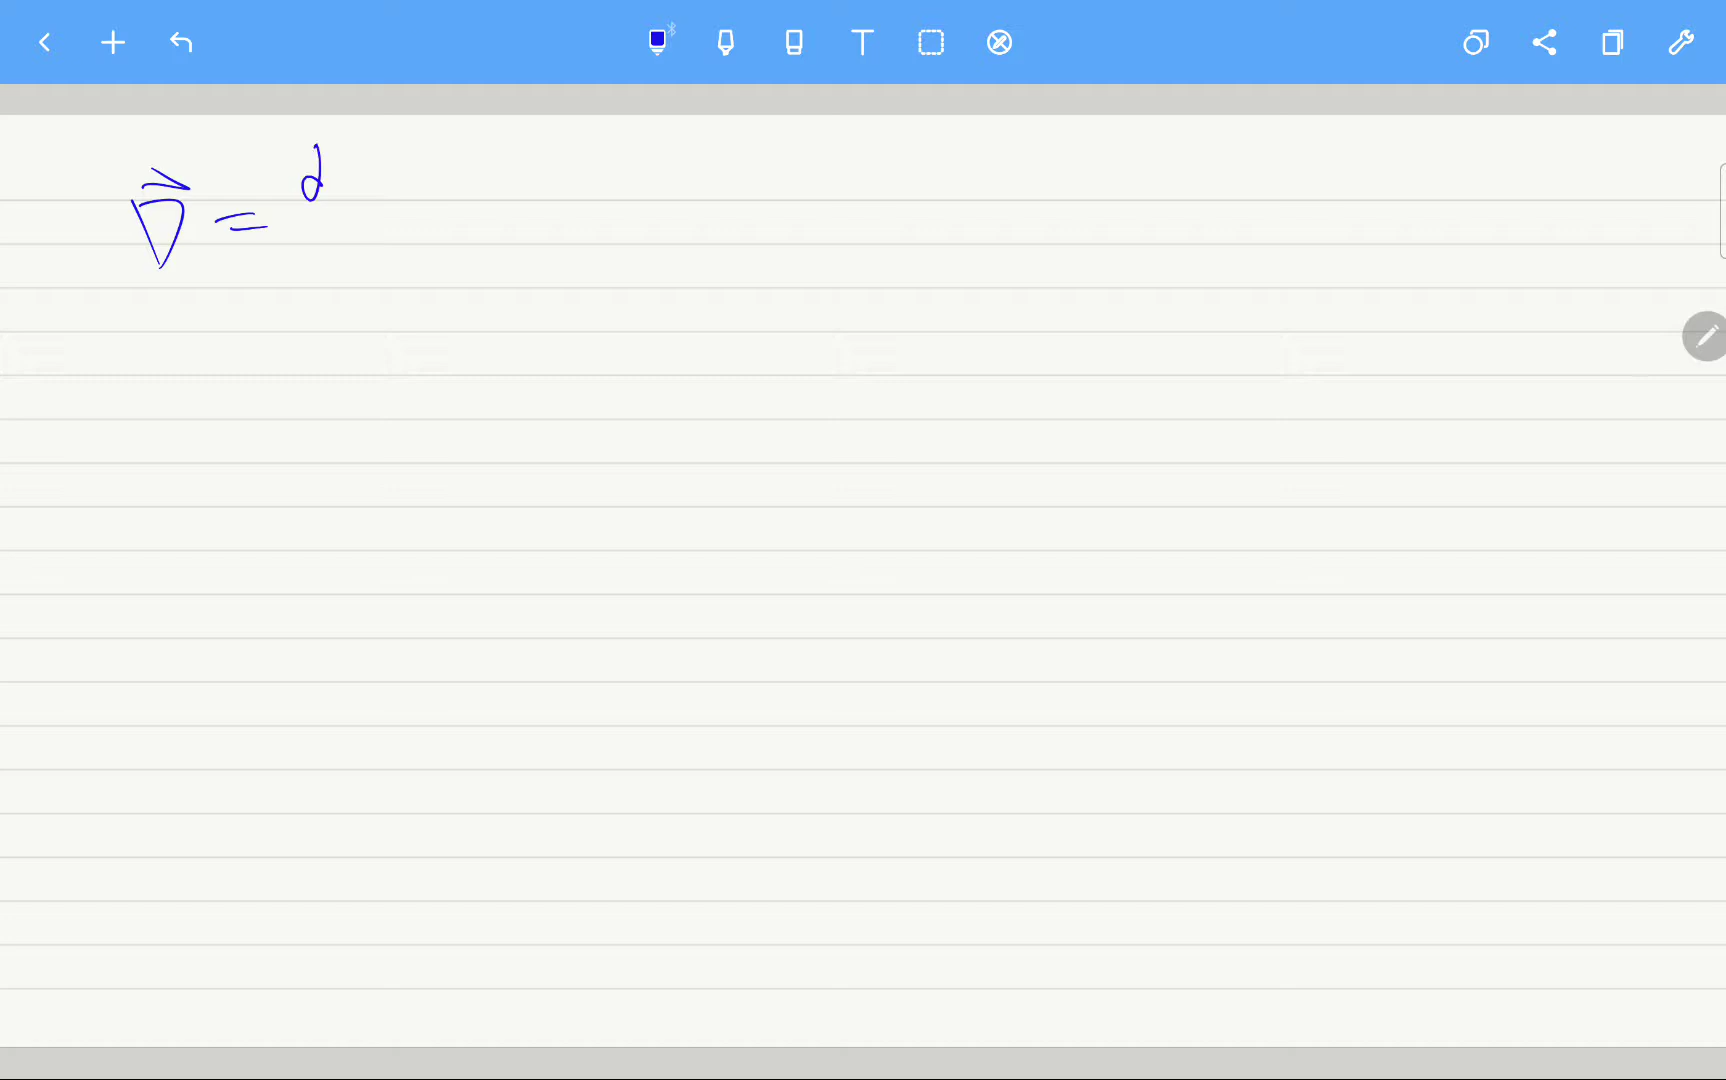 ∇⃗ = ∂